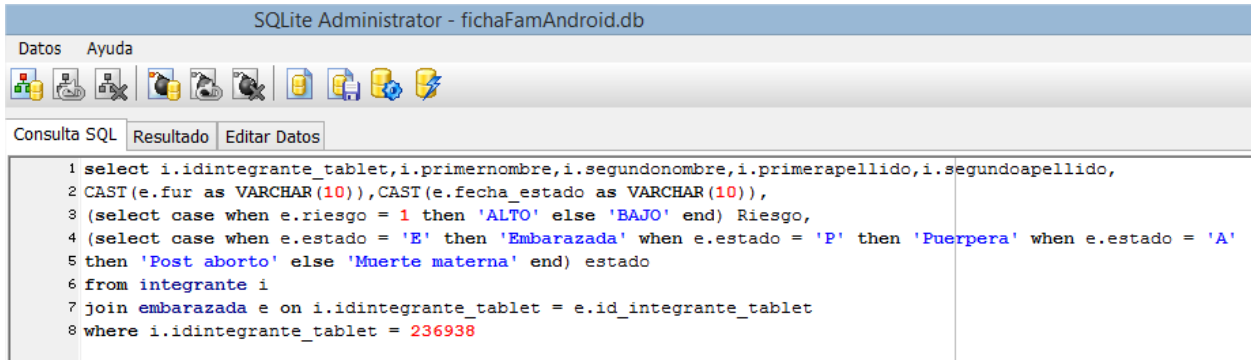 SQLite Administrator - fichaFamAndroid.db
Datos Ayuda
Consulta SQL Resultado Editar Datos
1 select i.idintegrante_tablet,i.primernombre,i.segundonombre,i.primerapellido,i.segundoapellido,
2 CAST(e.fur as VARCHAR(10)),CAST(e.fecha_estado as VARCHAR(10)),
3 (select case when e.riesgo = 1 then 'ALTO' else 'BAJO' end) Riesgo,
4 (select case when e.estado = 'E' then 'Embarazada' when e.estado = 'P' then 'Puerpera' when e.estado = 'A'
5 then 'Post aborto' else 'Muerte materna' end) estado
6 from integrante i
7 join embarazada e on i.idintegrante_tablet = e.id_integrante_tablet
8 where i.idintegrante_tablet = 236938